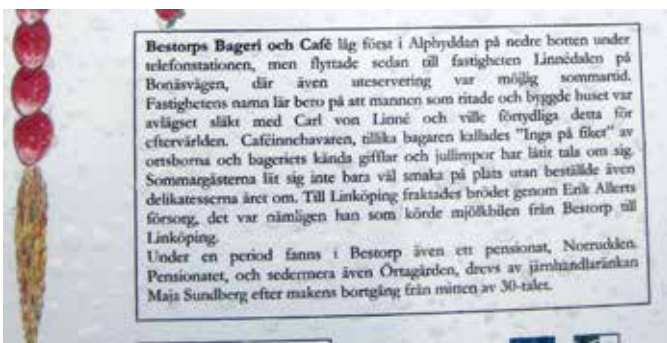 Bestorps Bageri och Café låg först i Alphyddan på nedre botten under
telefonstationen, men flyttade sedan till fastigheten Linnédalen på
Bonäsvägen, där även uteservering var möjlig sommartid.
Fastighetens namn lär bero på att mannen som ritade och byggde huset var
avlägset släkt med Carl von Linné och ville förtydliga detta för
eftervärlden. Caféinnehavaren, tillika bagaren kallades "Inga på fiket" av
ortsborna och bageriets kända gifflar och jullimpor har låtit tala om sig.
Sommargästerna lät sig inte bara väl smaka på plats utan beställde även
delikatesserna året om. Till Linköping fraktades brödet genom Erik Allerts
försorg, det var nämligen han som körde mjölkbilen från Bestorp till
Linköping.
Under en period fanns i Bestorp även ett pensionat, Norrudden.
Pensionatet, och sedermera även Örtagården, drevs av järnhandlaränkan
Maja Sundberg efter makens bortgång från mitten av 30-talet.